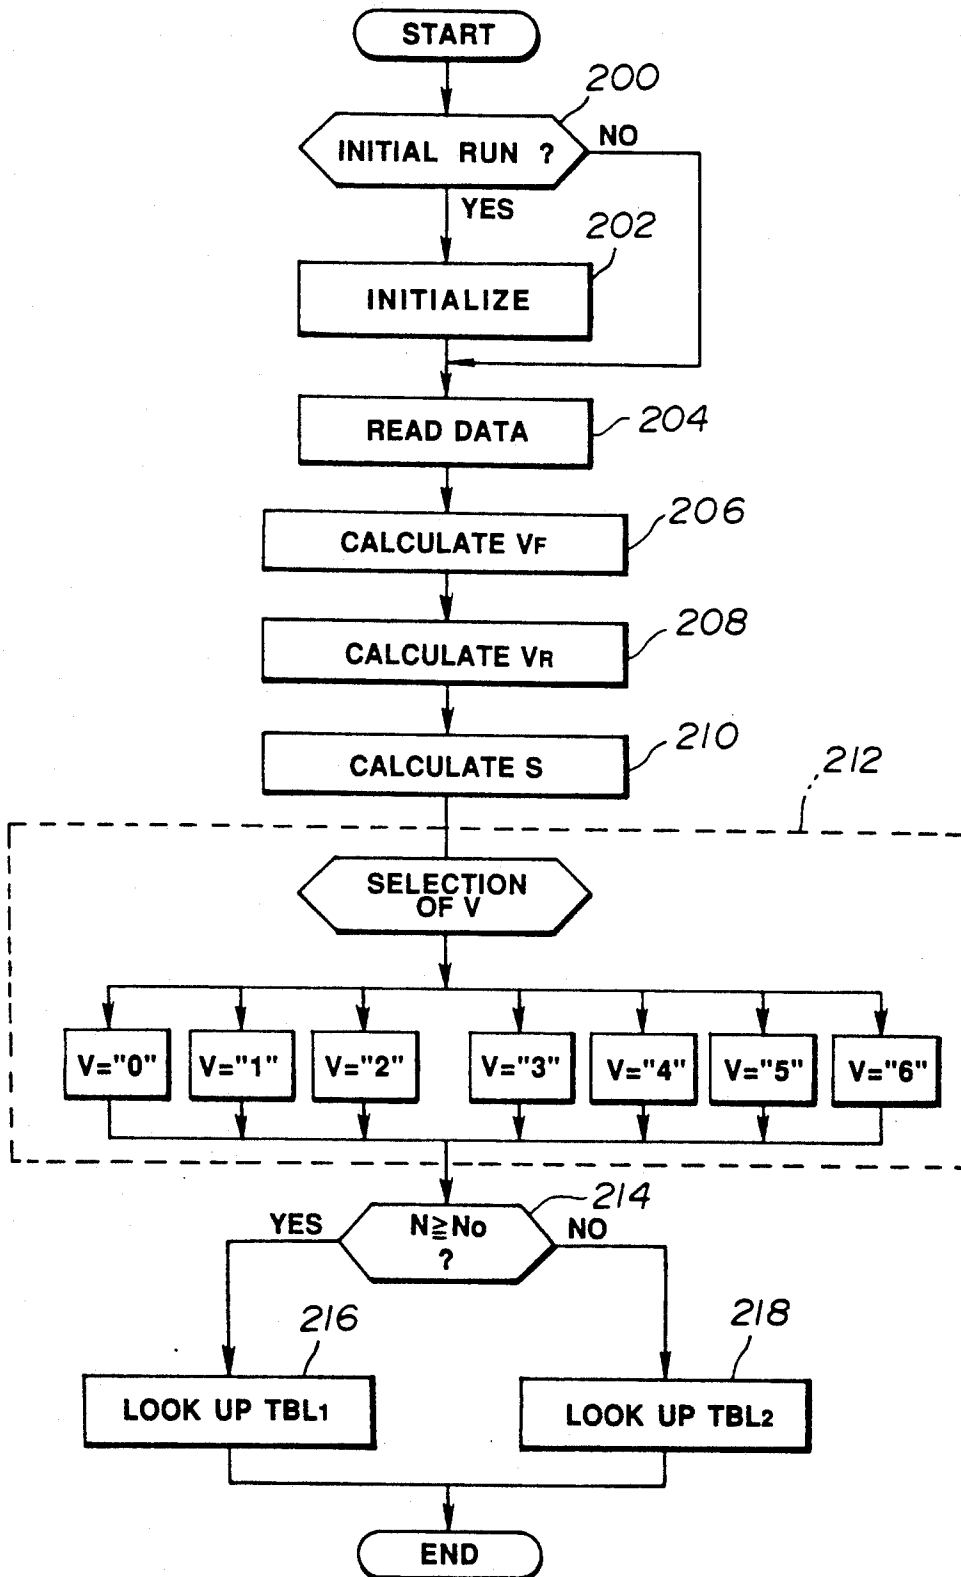 START
200
INITIAL RUN ?
NO
YES
202
INITIALIZE
READ DATA
204
206
CALCULATE VF
208
CALCULATE VR
210
CALCULATE S
212
SELECTION
OF V
V="0" V="1" V="2" V="3" V="4" V="5" V="6"
214
YES
N≧No
?
NO
216
218
LOOK UP TBL1
LOOK UP TBL2
END